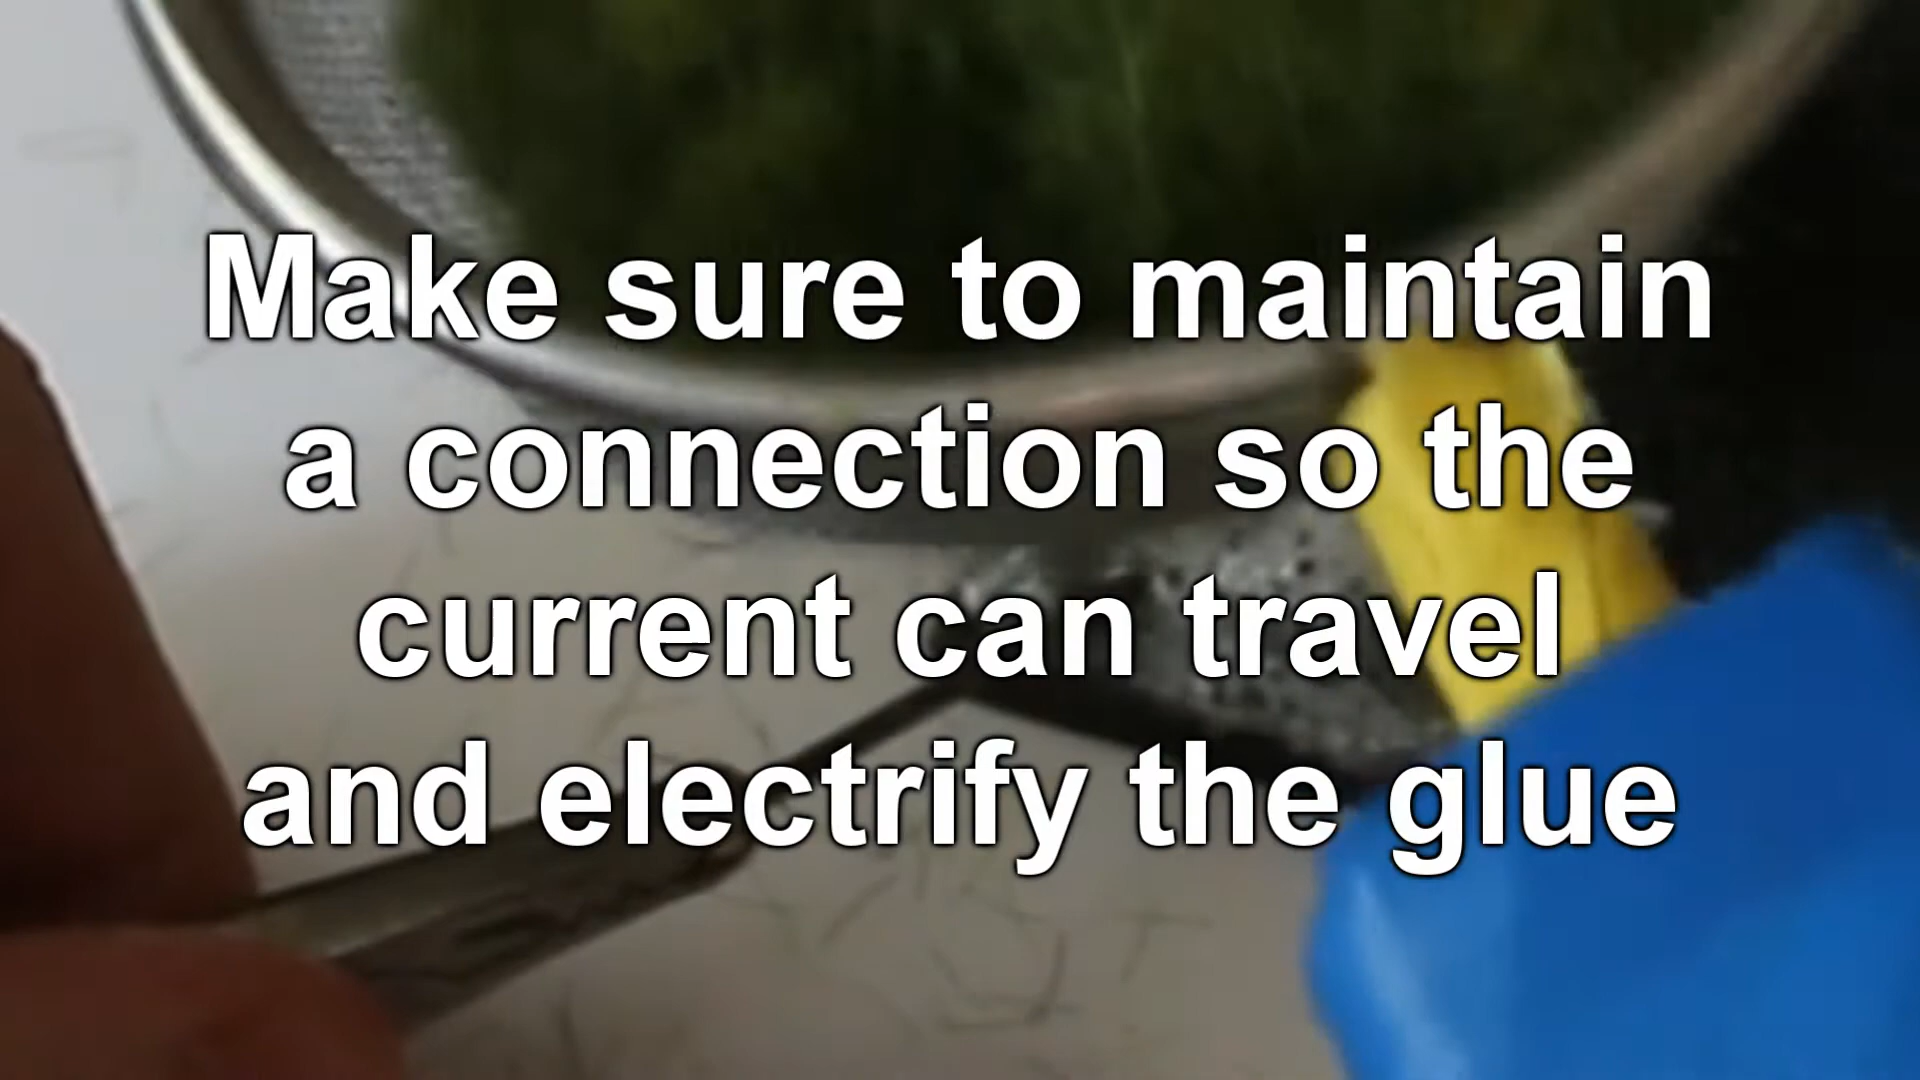 Make sure to maintain
a connection so the
current can travel
and electrify the glue